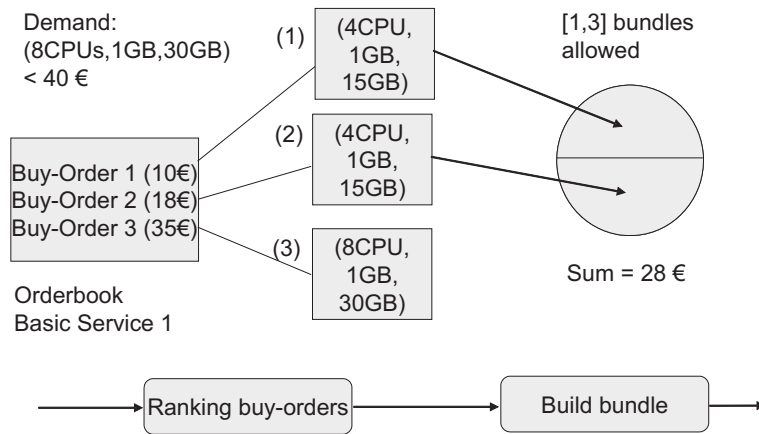 Demand:
(8CPUs,1GB,30GB)
< 40 €
(1)
(4CPU,
1GB,
15GB)
[1,3] bundles
allowed
(2)
(4CPU,
1GB,
15GB)
Buy-Order 1 (10€)
Buy-Order 2 (18€)
Buy-Order 3 (35€)
(3)
(8CPU,
1GB,
30GB)
Sum = 28 €
Orderbook
Basic Service 1
Ranking buy-orders
Build bundle